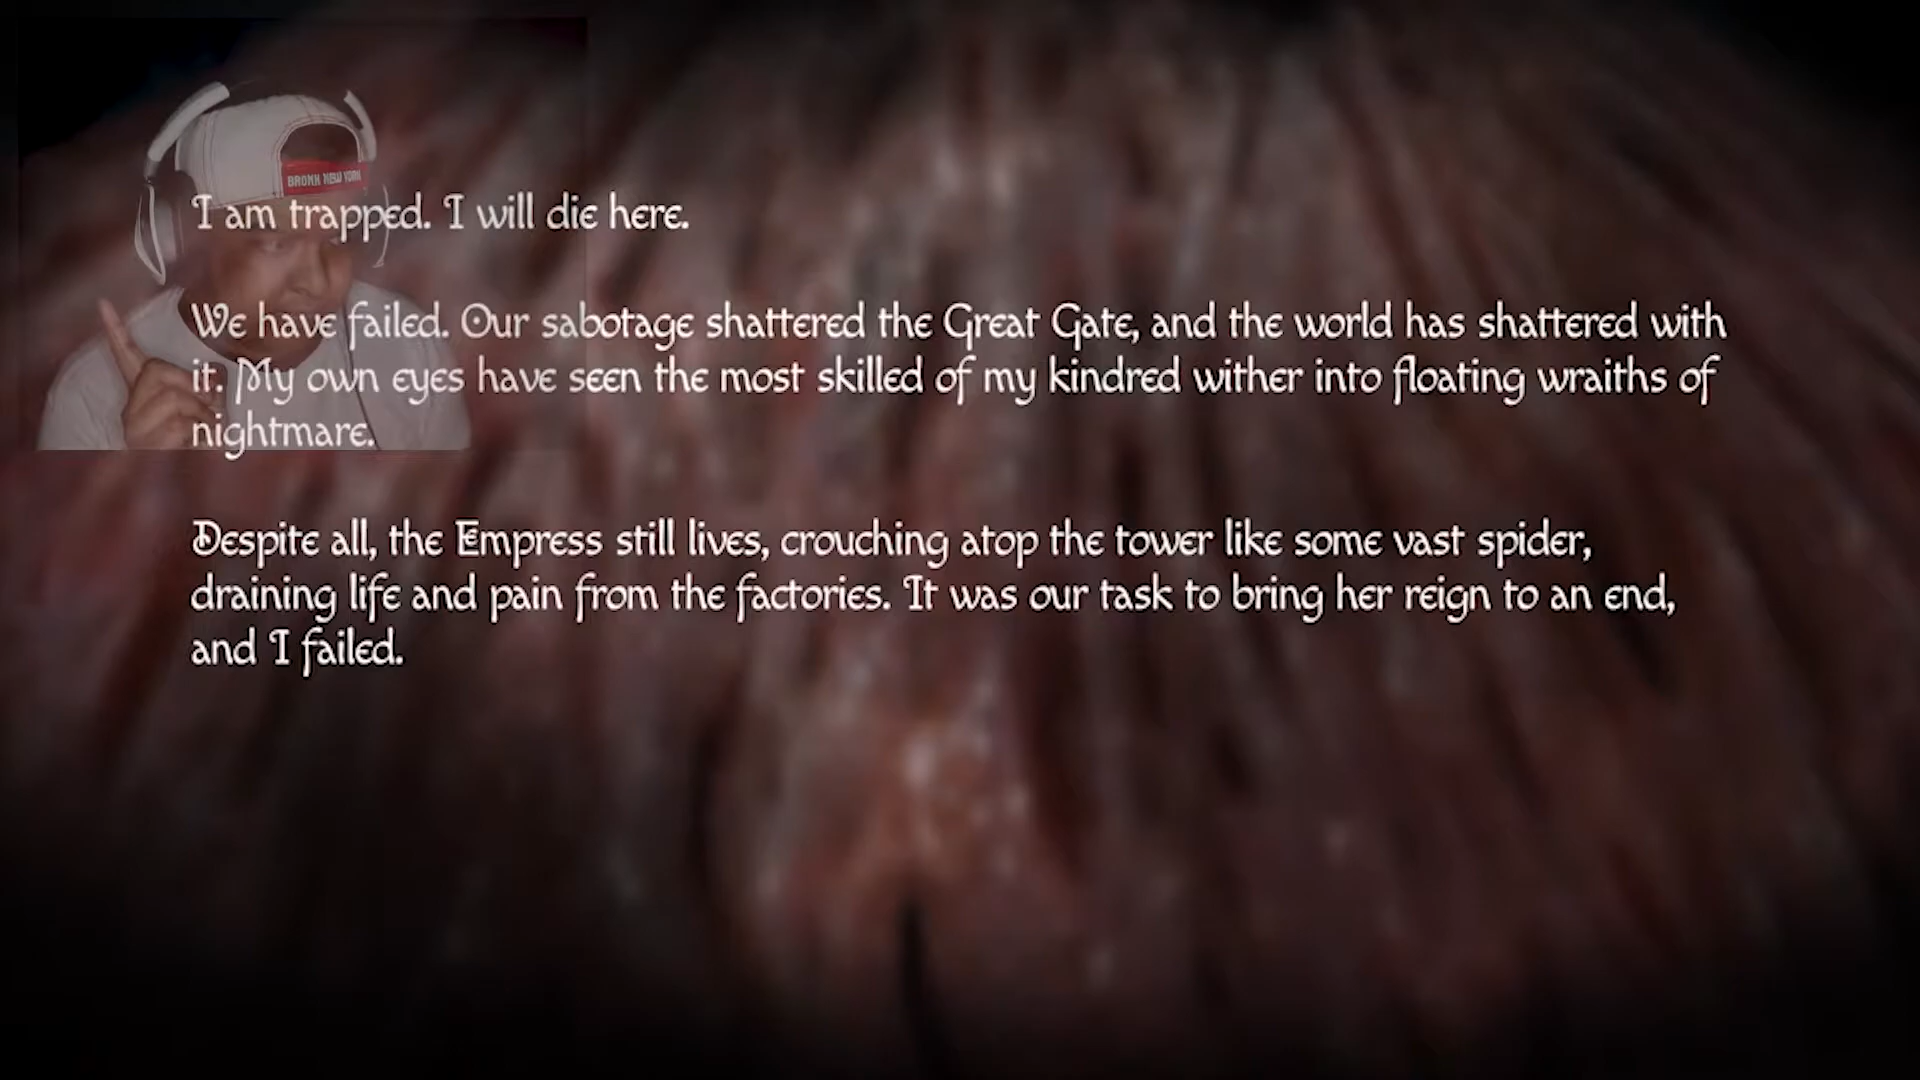 BRONX NEW YORK
I am trapped. I will die here.
We have failed. Our sabotage shattered the Great Gate, and the world has shattered with
it. My own eyes have seen the most skilled of my kindred wither into floating wraiths of
nightmare.
Despite all, the Empress still lives, crouching atop the tower like some vast spider,
draining life and pain from the factories. It was our task to bring her reign to an end,
and I failed.